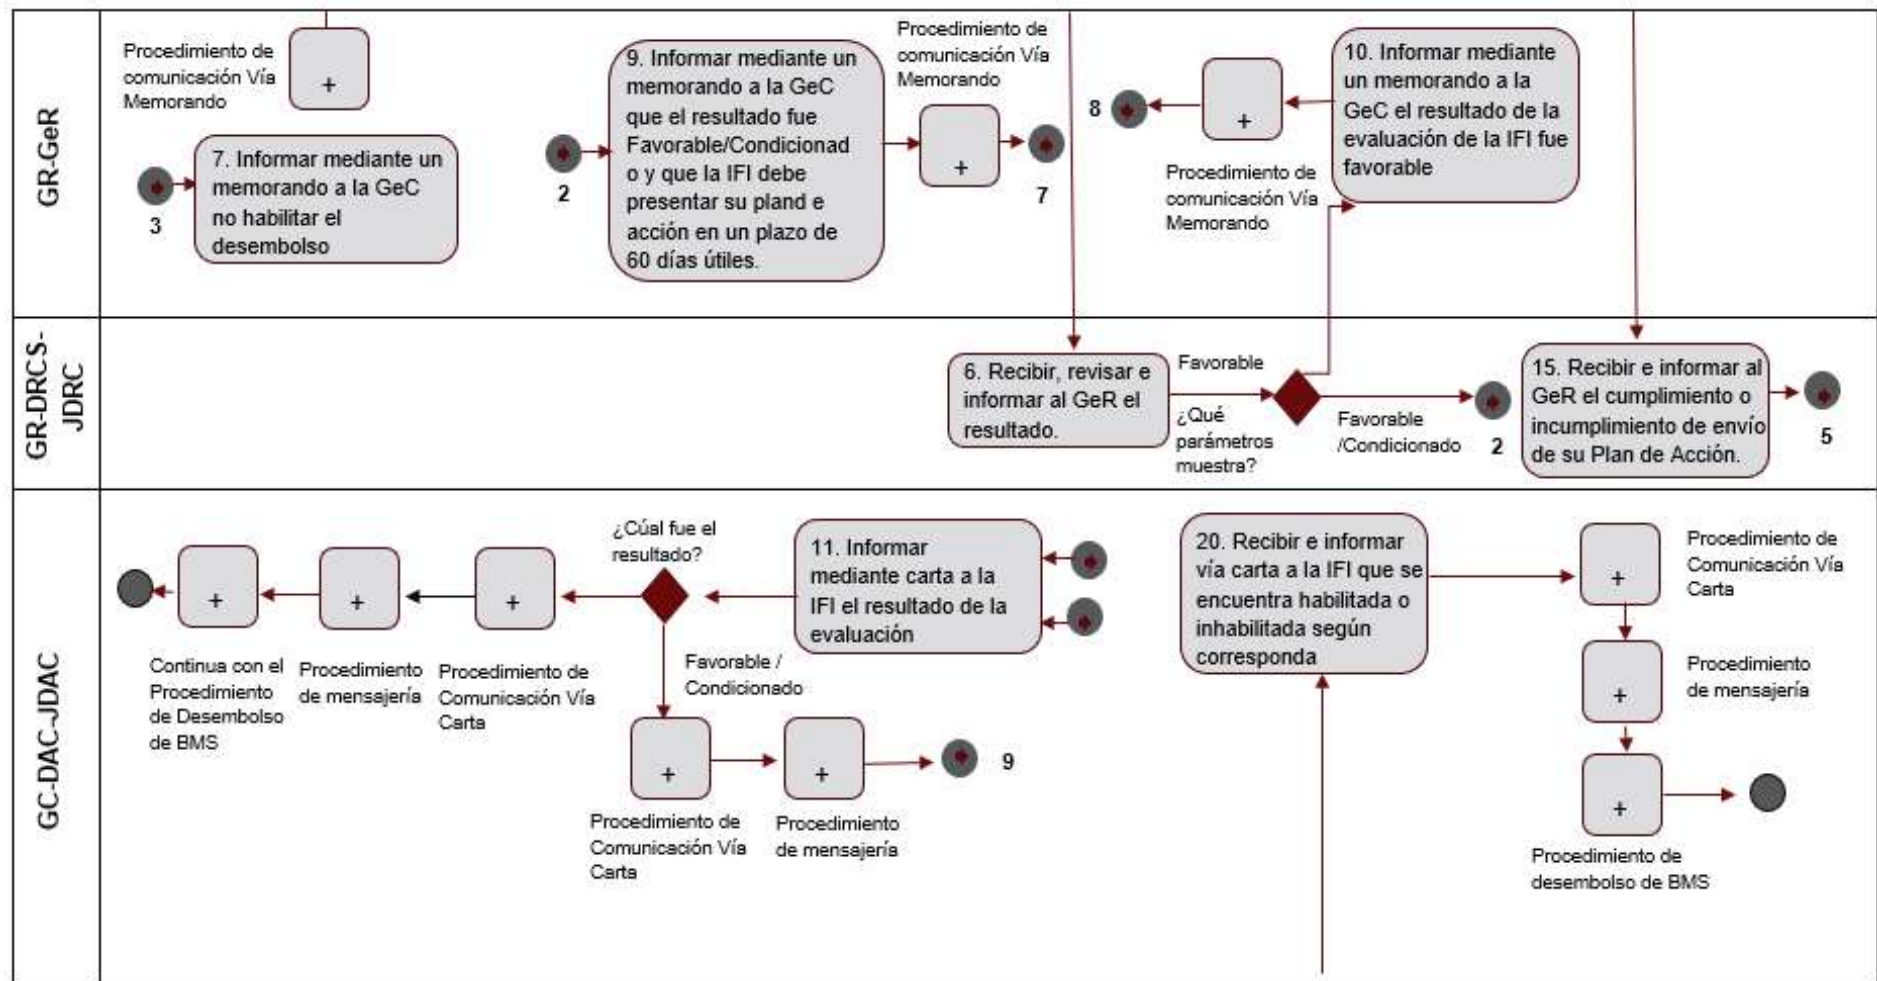 GR-GeR
Procedimiento de
comunicación Vía
Memorando
+
3
7. Informar mediante un
memorando a la GeC
no habilitar el
desembolso
2
9. Informar mediante un
memorando a la GeC
que el resultado fue
Favorable/Condicionad
o y que la IFI debe
presentar su pland e
acción en un plazo de
60 días útiles.
Procedimiento de
comunicación Vía
Memorando
+
7
8
+
Procedimiento de
comunicación Vía
Memorando
10. Informar mediante
un memorando a la
GeC el resultado de la
evaluación de la IFI fue
favorable
GR-DRCS-
JDRC
6. Recibir, revisar e
informar al GeR el
resultado.
Favorable
¿Qué
parámetros
muestra?
Favorable
/Condicionado
2
15. Recibir e informar al
GeR el cumplimiento o
incumplimiento de envío
de su Plan de Acción.
5
GC-DAC-JDAC
+
Continua con el
Procedimiento
de Desembolso
de BMS
+
Procedimiento
de mensajería
+
Procedimiento de
Comunicación Vía
Carta
¿Cúal fue el
resultado?
11. Informar
mediante carta a la
IFI el resultado de la
evaluación
Favorable /
Condicionado
+
Procedimiento de
Comunicación Vía
Carta
+
Procedimiento
de mensajería
9
20. Recibir e informar
vía carta a la IFI que se
encuentra habilitada o
inhabilitada según
corresponda
+
Procedimiento de
Comunicación Vía
Carta
+
Procedimiento
de mensajería
+
Procedimiento de
desembolso de BMS